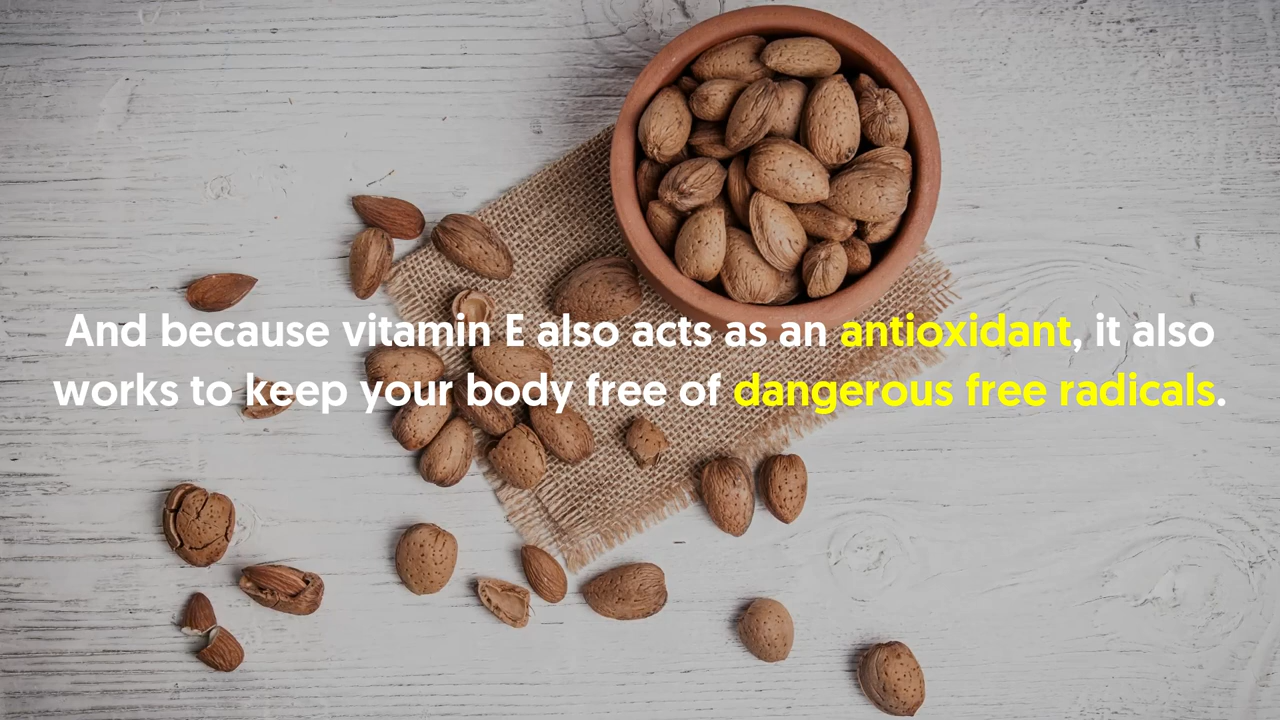 And because vitamin E also acts as an antioxidant, it also
works to keep your body free of dangerous free radicals.